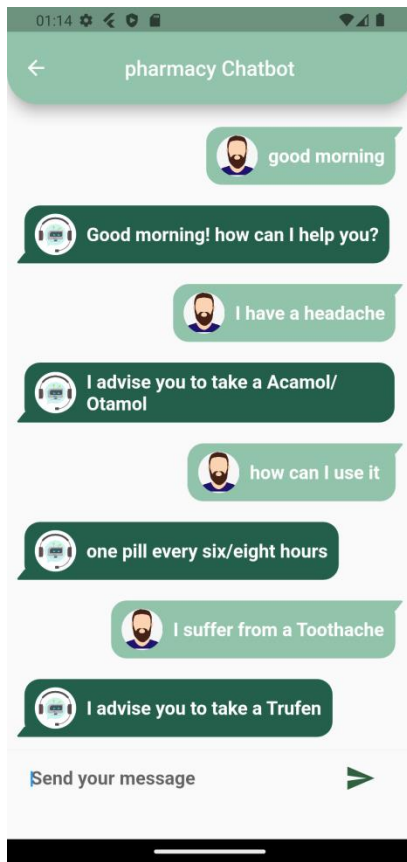 01:14
pharmacy Chatbot
good morning
Good morning! how can I help you?
I have a headache
I advise you to take a Acamol/
Otamol
how can I use it
one pill every six/eight hours
I suffer from a Toothache
I advise you to take a Trufen
Send your message